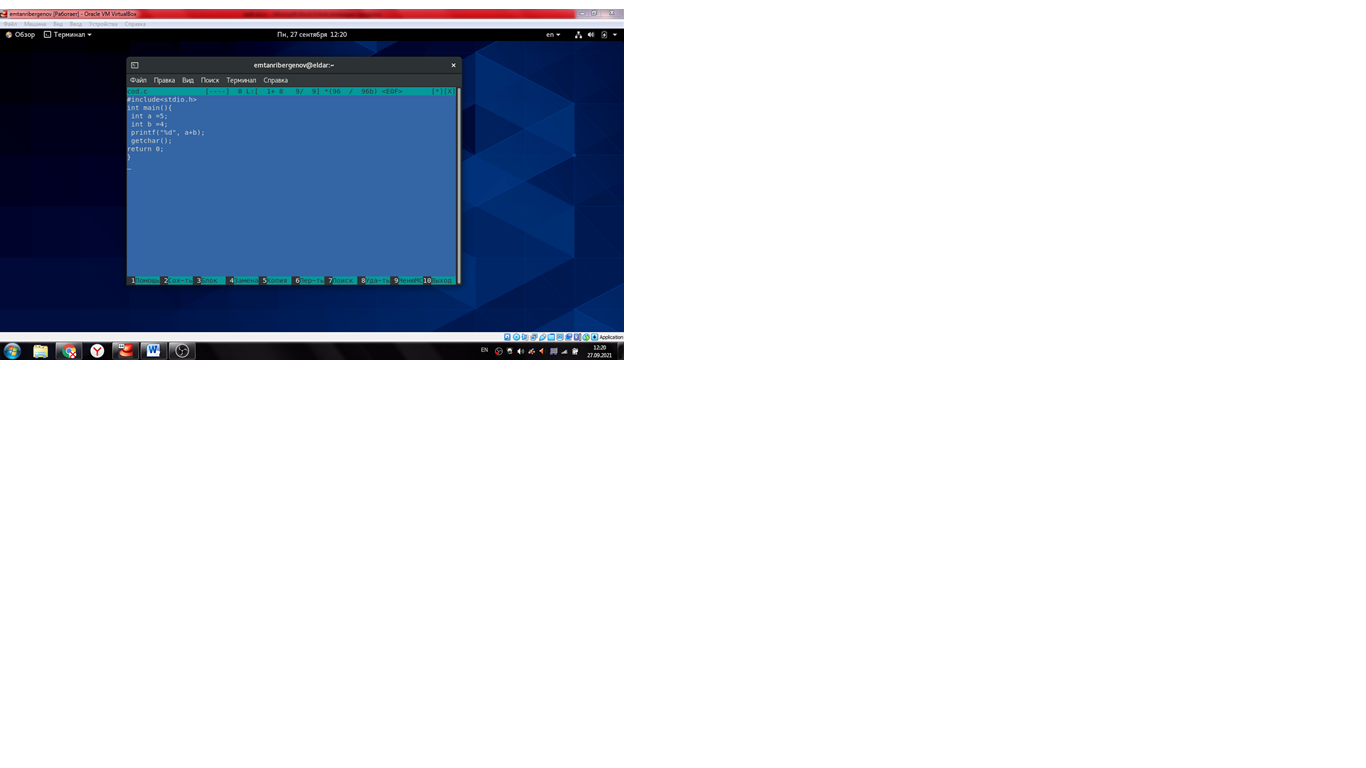 emtanribergenov [Работает] - Oracle VM VirtualBox
Файл Машина Вид Ввод Устройства Справка
Обзор Терминал Пн, 27 сентября 12:20 en
emtanribergenov@eldar:~
Файл Правка Вид Поиск Терминал Справка
ced.c [----] 0 L:[ 1+ 8 9/ 9] *(96 / 96b) <EOF> [*][X]
#include<stdio.h>
int main(){
int a =5;
int b =4;
printf("%d", a+b);
getchar();
return 0;
}
1Помощь 2Сох~ть 3Блок 4Замена 5Копия 6Пер~ть 7Поиск 8Уда~ть 9МенюMC 10Выход
Application
EN 12:20
27.09.2021